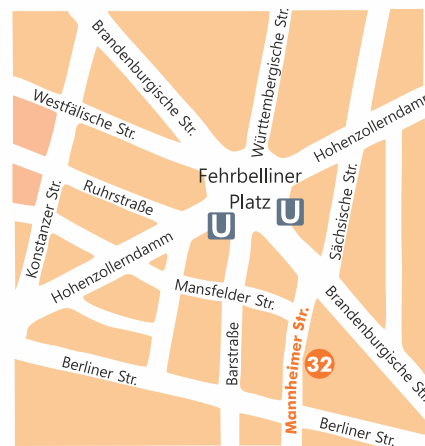 Brandenburgische Str.
Württembergische Str.
Westfälische Str.
Hohenzollerndamm
Fehrbelliner
Platz
U
U
Ruhrstraße
Konstanzer Str.
Sächsische Str.
Hohenzollerndamm
Mansfelder Str.
Brandenburgische Str.
Barstraße
Mannheimer Str.
32
Berliner Str.
Berliner Str.